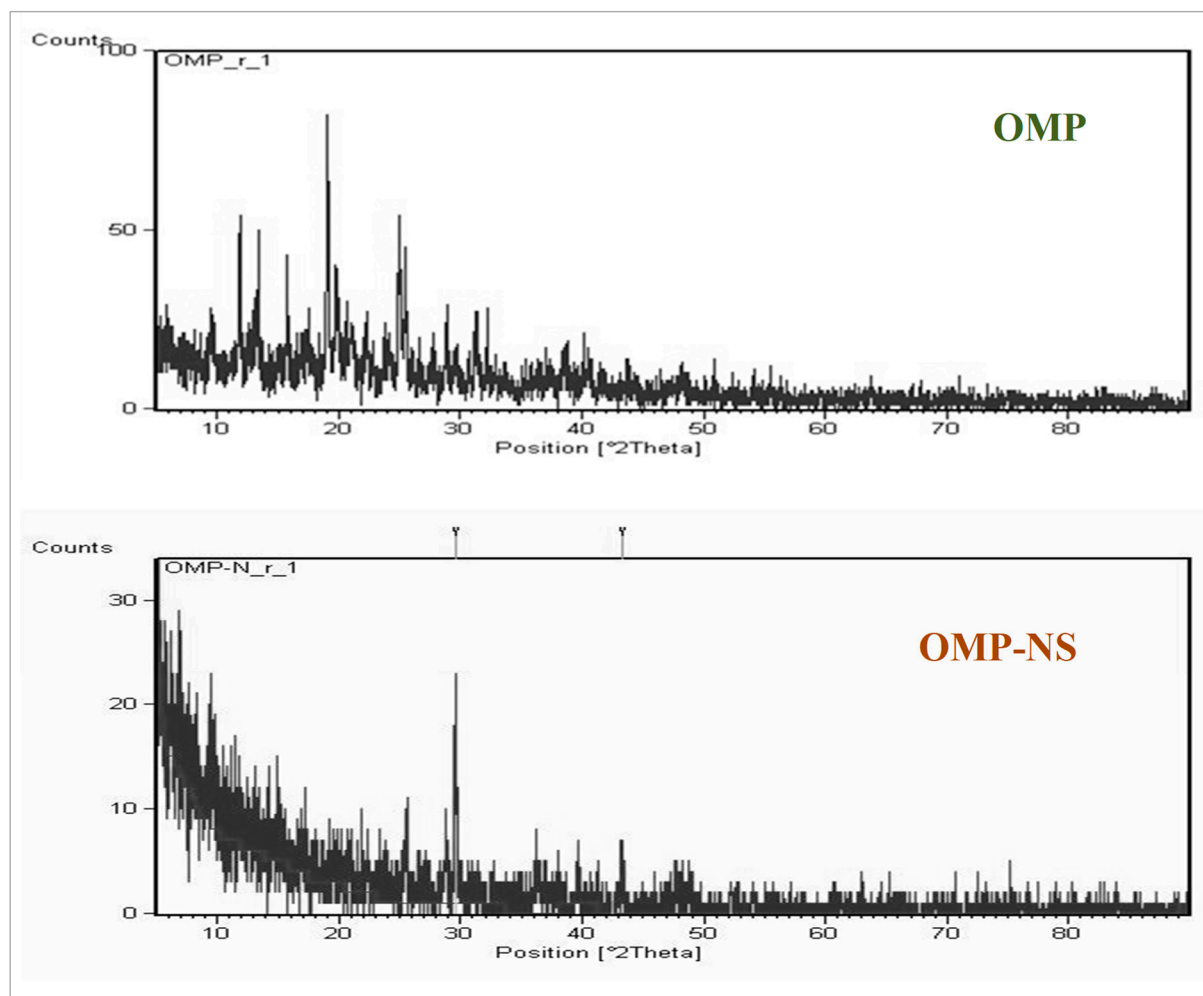 Counts
100
OMP_r_1
OMP
50
0
10 20 30 40 50 60 70 80
Position [°2Theta]
Counts
OMP-N_r_1
30
OMP-NS
20
10
0
10 20 30 40 50 60 70 80
Position [°2Theta]